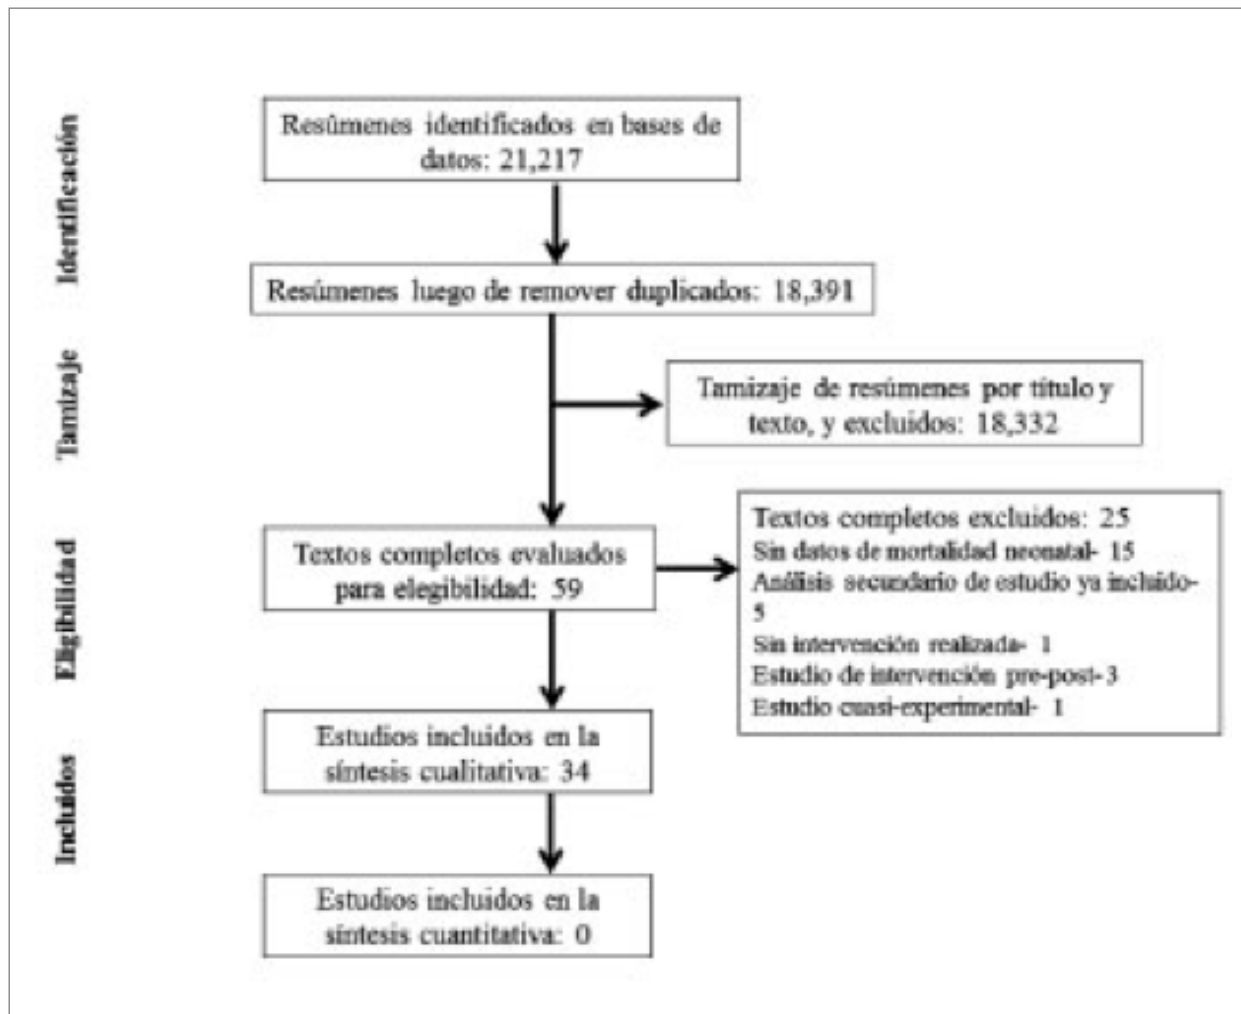 Identificación
Resúmenes identificados en bases de
datos: 21,217
Resúmenes luego de remover duplicados: 18,391
Tamizaje
Tamizaje de resúmenes por título y
texto, y excluidos: 18,332
Eligibilidad
Textos completos evaluados
para elegibilidad: 59
Textos completos excluidos: 25
Sin datos de mortalidad neonatal- 15
Análisis secundario de estudio ya incluido-
5
Sin intervención realizada- 1
Estudio de intervención pre-post-3
Estudio cuasi-experimental- 1
Incluidos
Estudios incluidos en la
síntesis cualitativa: 34
Estudios incluidos en la
síntesis cuantitativa: 0